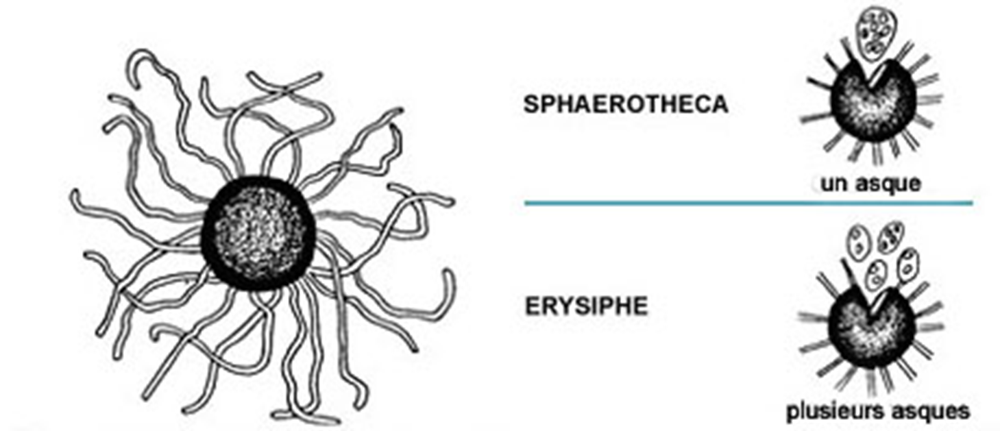 SPHAEROTHECA
un asque
ERYSIPHE
plusieurs asques